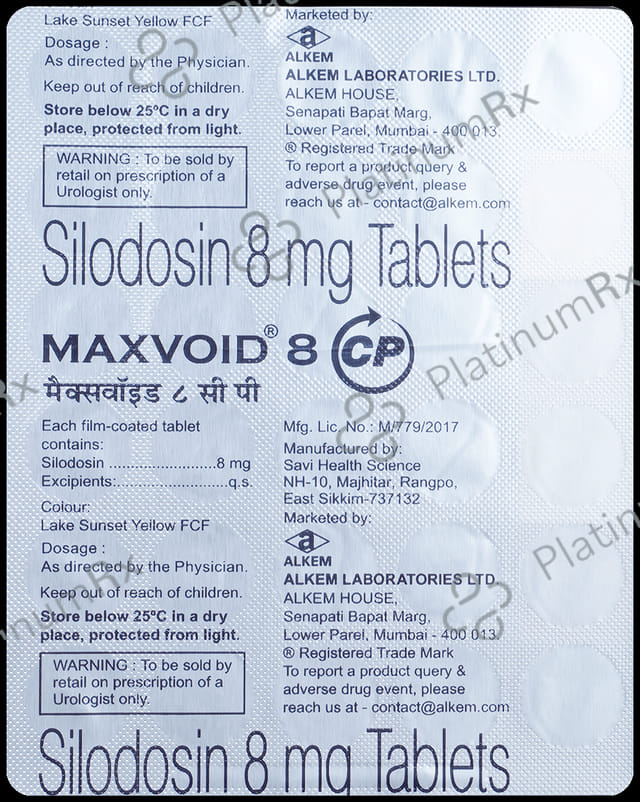 Lake Sunset Yellow FCF
Dosage :
As directed by the Physician.
Keep out of reach of children.
Store below 25°C in a dry
place, protected from light.
WARNING : To be sold by
retail on prescription of a
Urologist only.
Marketed by:
a
ALKEM
ALKEM LABORATORIES LTD.
ALKEM HOUSE,
Senapati Bapat Marg,
Lower Parel, Mumbai - 400 013.
® Registered Trade Mark
To report a product query &
adverse drug event, please
reach us at - contact@alkem.com
Silodosin 8 mg Tablets
MAXVOID® 8 CP
मैक्सवॉइड ८ सी पी
Each film-coated tablet
contains:
Silodosin ........................8 mg
Excipients:........................q.s.
Colour:
Lake Sunset Yellow FCF
Dosage :
As directed by the Physician.
Keep out of reach of children.
Store below 25°C in a dry
place, protected from light.
WARNING : To be sold by
retail on prescription of a
Urologist only.
Mfg. Lic. No.: M/779/2017
Manufactured by:
Savi Health Science
NH-10, Majhitar, Rangpo,
East Sikkim-737132
Marketed by:
a
ALKEM
ALKEM LABORATORIES LTD.
ALKEM HOUSE,
Senapati Bapat Marg,
Lower Parel, Mumbai - 400 013.
® Registered Trade Mark
To report a product query &
adverse drug event, please
reach us at - contact@alkem.com
Silodosin 8 mg Tablets
PlatinumRx
PlatinumRx
PlatinumRx
PlatinumRx
PlatinumRx